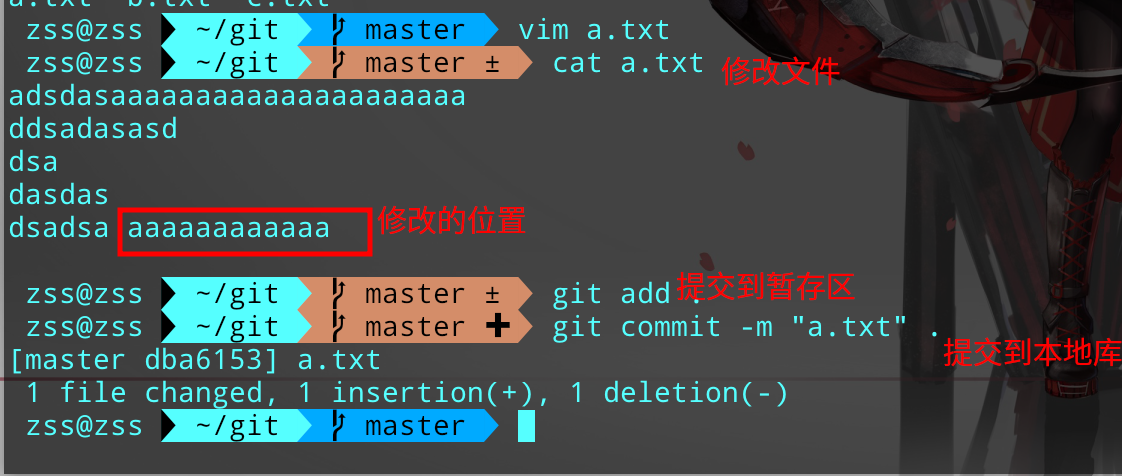 a.txt b.txt c.txt
zss@zss ~/git master vim a.txt
zss@zss ~/git master ± cat a.txt 修改文件
adsdasaaaaaaaaaaaaaaaaaaaaa
ddsadasasd
dsa
dasdas
dsadsa aaaaaaaaaaaa 修改的位置
zss@zss ~/git master ± git add . 提交到暂存区
zss@zss ~/git master ✚ git commit -m "a.txt" .
提交到本地库
[master dba6153] a.txt
1 file changed, 1 insertion(+), 1 deletion(-)
zss@zss ~/git master